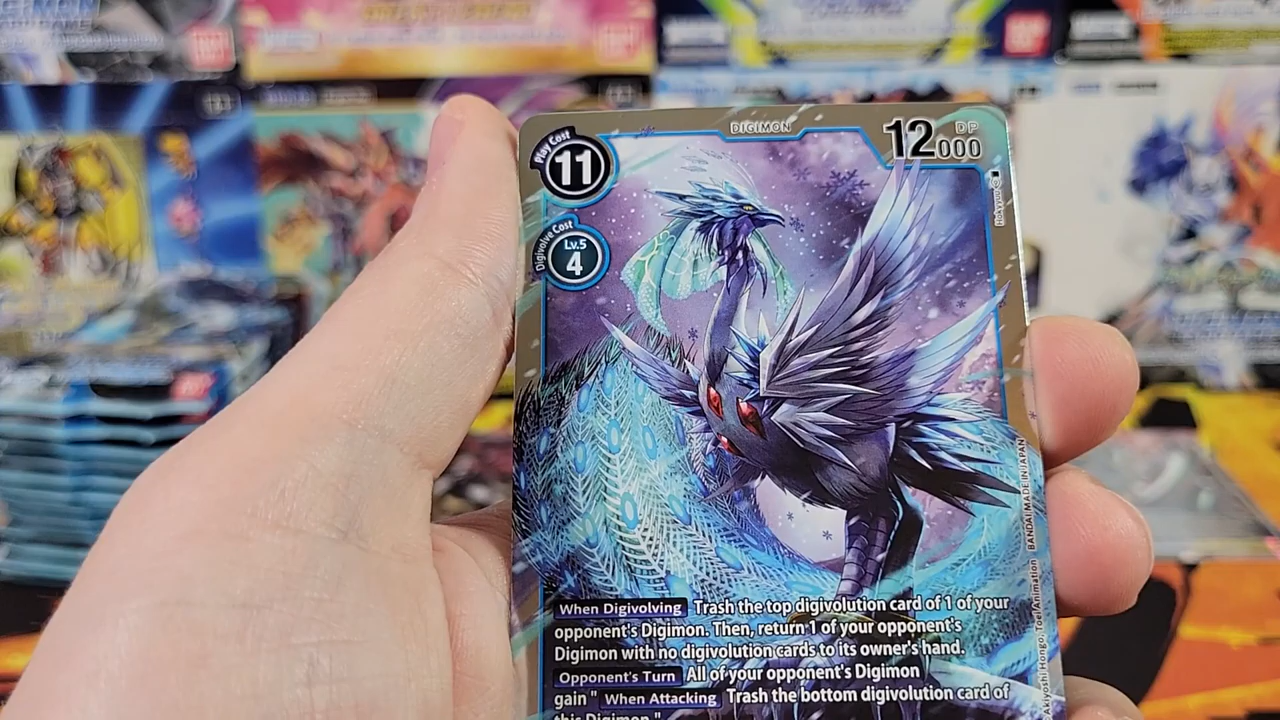 DIGIMON
Play Cost
11
12000
DP
Digivolve Cost
Lv.5
4
BANDAI MADE IN JAPAN
Akiyoshi Hongo, Toei Animation
When Digivolving Trash the top digivolution card of 1 of your
opponent's Digimon. Then, return 1 of your opponent's
Digimon with no digivolution cards to its owner's hand.
Opponent's Turn All of your opponent's Digimon
gain " When Attacking Trash the bottom digivolution card of
this Digimon."